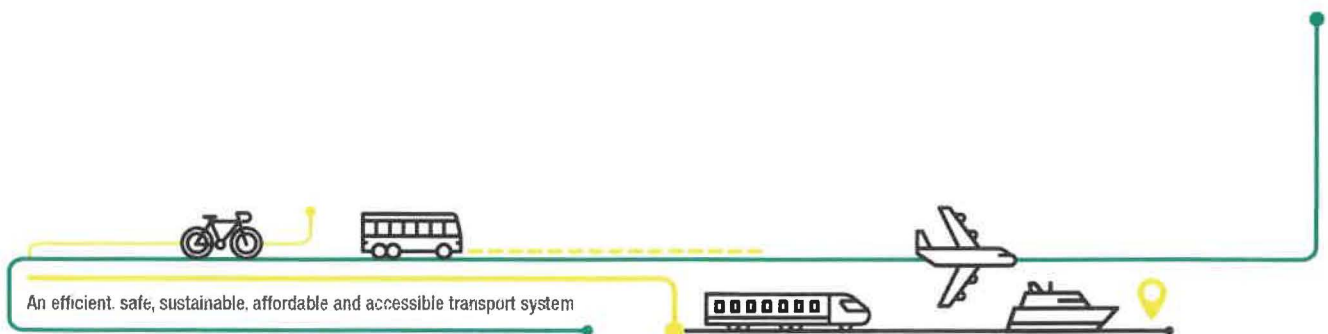 An efficient. safe, sustainable, affordable and accessible transport system